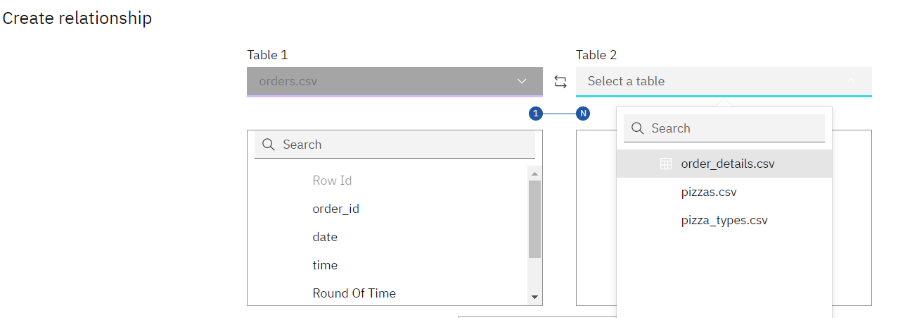 Create relationship
Table 1
Table 2
orders.csv
Select a table
1
N
Search
Search
Row Id
order_id
date
time
Round Of Time
order_details.csv
pizzas.csv
pizza_types.csv